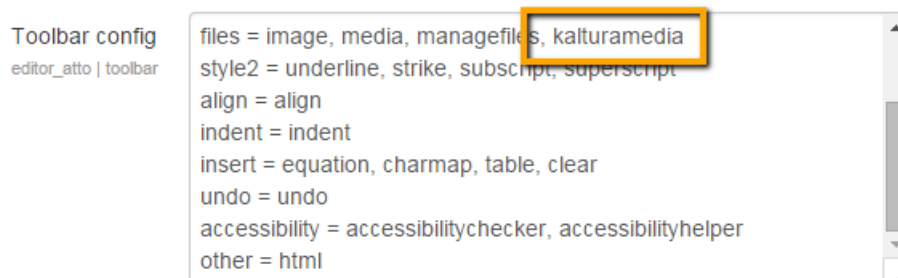 Toolbar config
editor_atto | toolbar
files = image, media, managefiles, kalturamedia
style2 = underline, strike, subscript, superscript
align = align
indent = indent
insert = equation, charmap, table, clear
undo = undo
accessibility = accessibilitychecker, accessibilityhelper
other = html